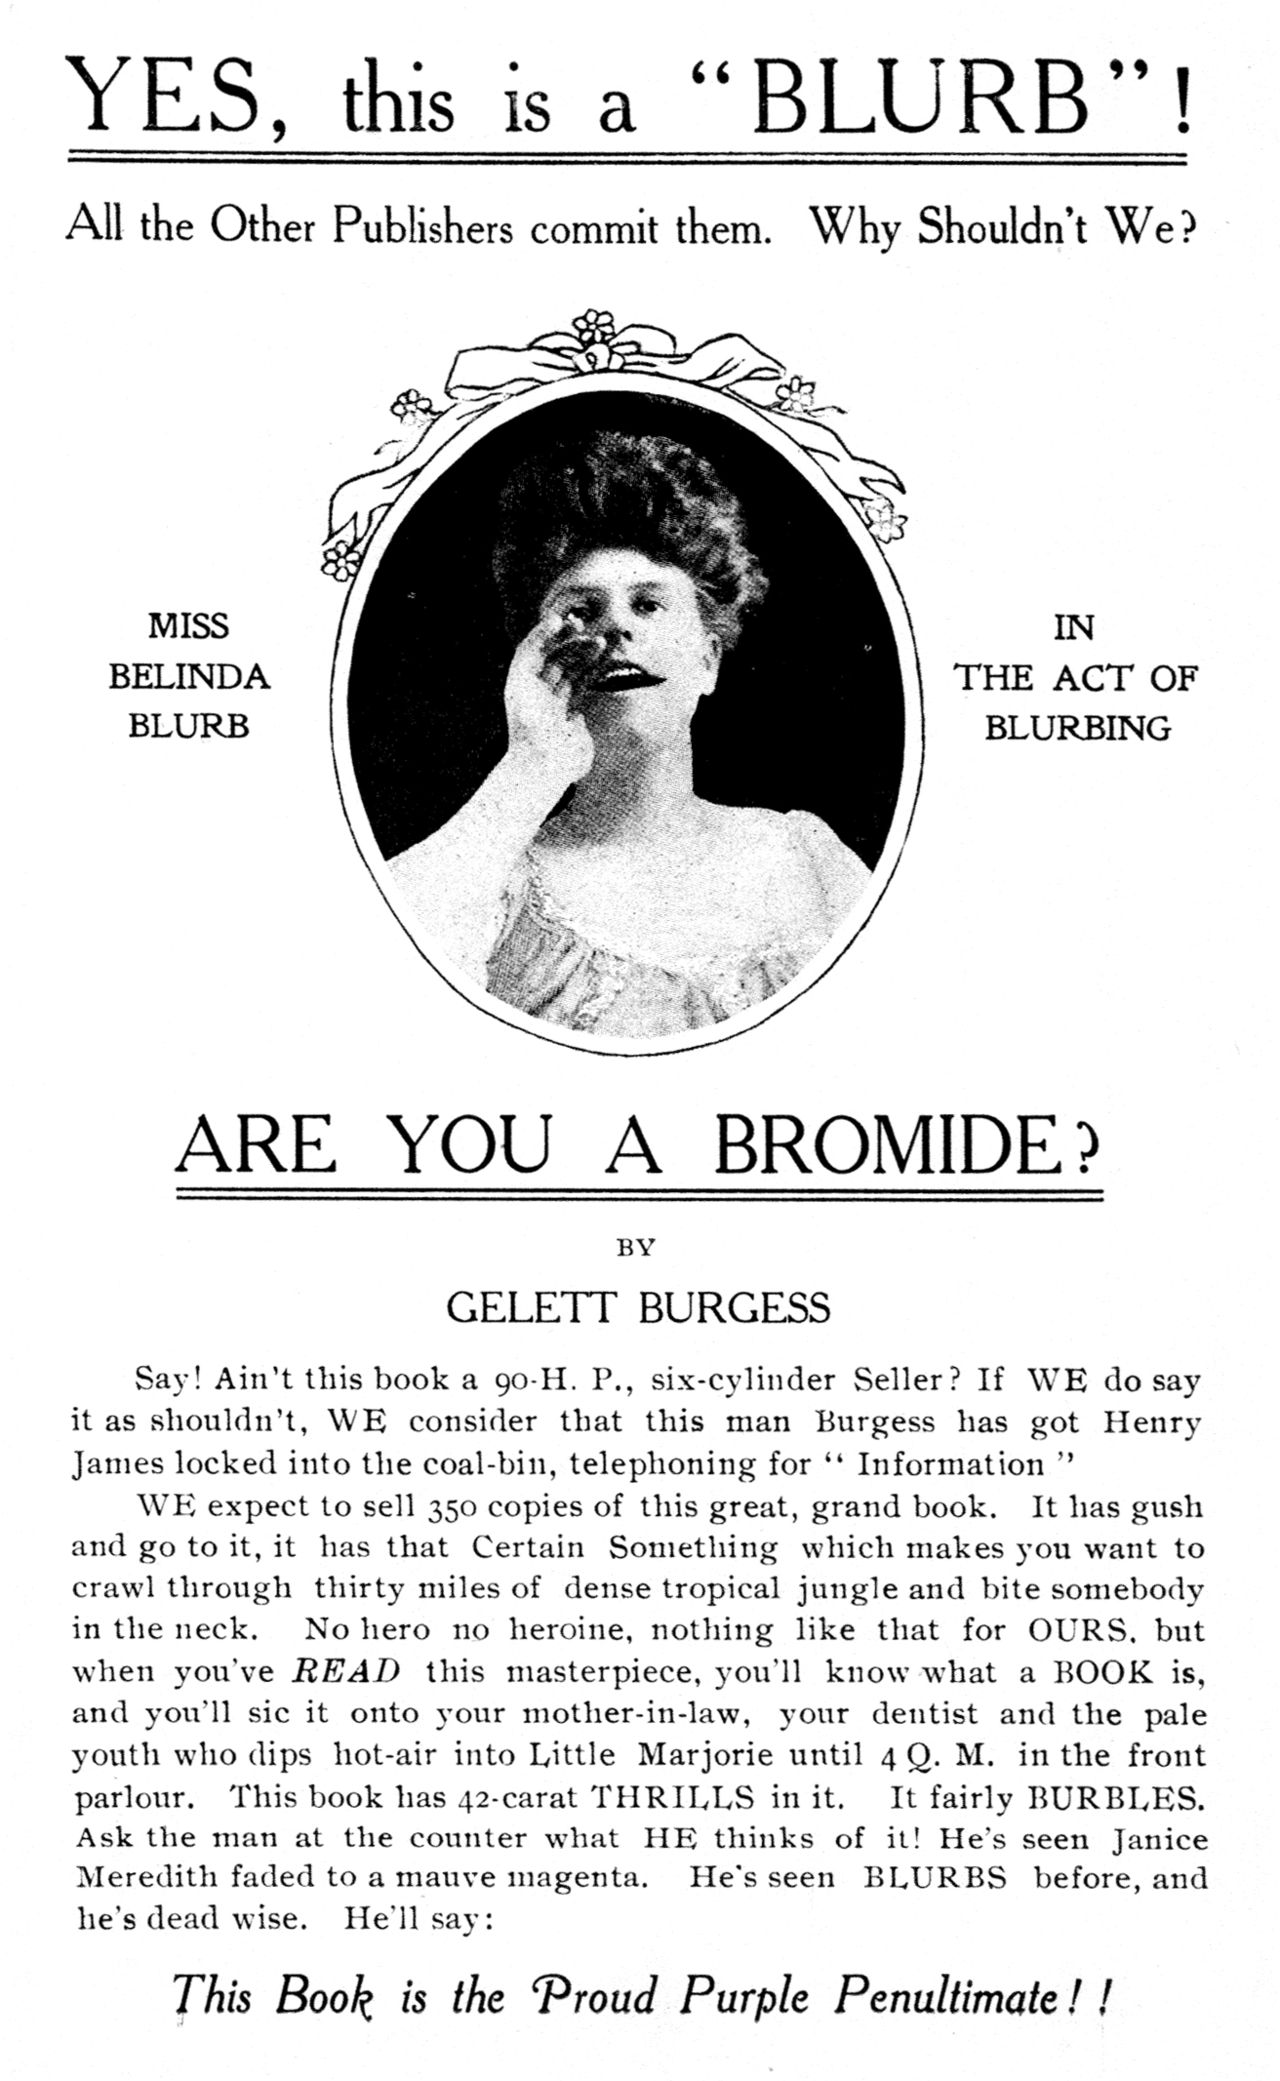 YES, this is a “BLURB”!
All the Other Publishers commit them. Why Shouldn't We?
MISS
BELINDA
BLURB
IN
THE ACT OF
BLURBING
ARE YOU A BROMIDE?
BY
GELETT BURGESS
Say! Ain't this book a 90-H. P., six-cylinder Seller? If WE do say
it as shouldn't, WE consider that this man Burgess has got Henry
James locked into the coal-bin, telephoning for “ Information ”
WE expect to sell 350 copies of this great, grand book. It has gush
and go to it, it has that Certain Something which makes you want to
crawl through thirty miles of dense tropical jungle and bite somebody
in the neck. No hero no heroine, nothing like that for OURS. but
when you've READ this masterpiece, you'll know what a BOOK is,
and you'll sic it onto your mother-in-law, your dentist and the pale
youth who dips hot-air into Little Marjorie until 4 Q. M. in the front
parlour. This book has 42-carat THRILLS in it. It fairly BURBLES.
Ask the man at the counter what HE thinks of it! He's seen Janice
Meredith faded to a mauve magenta. He's seen BLURBS before, and
he's dead wise. He'll say:
This Book is the Proud Purple Penultimate! !